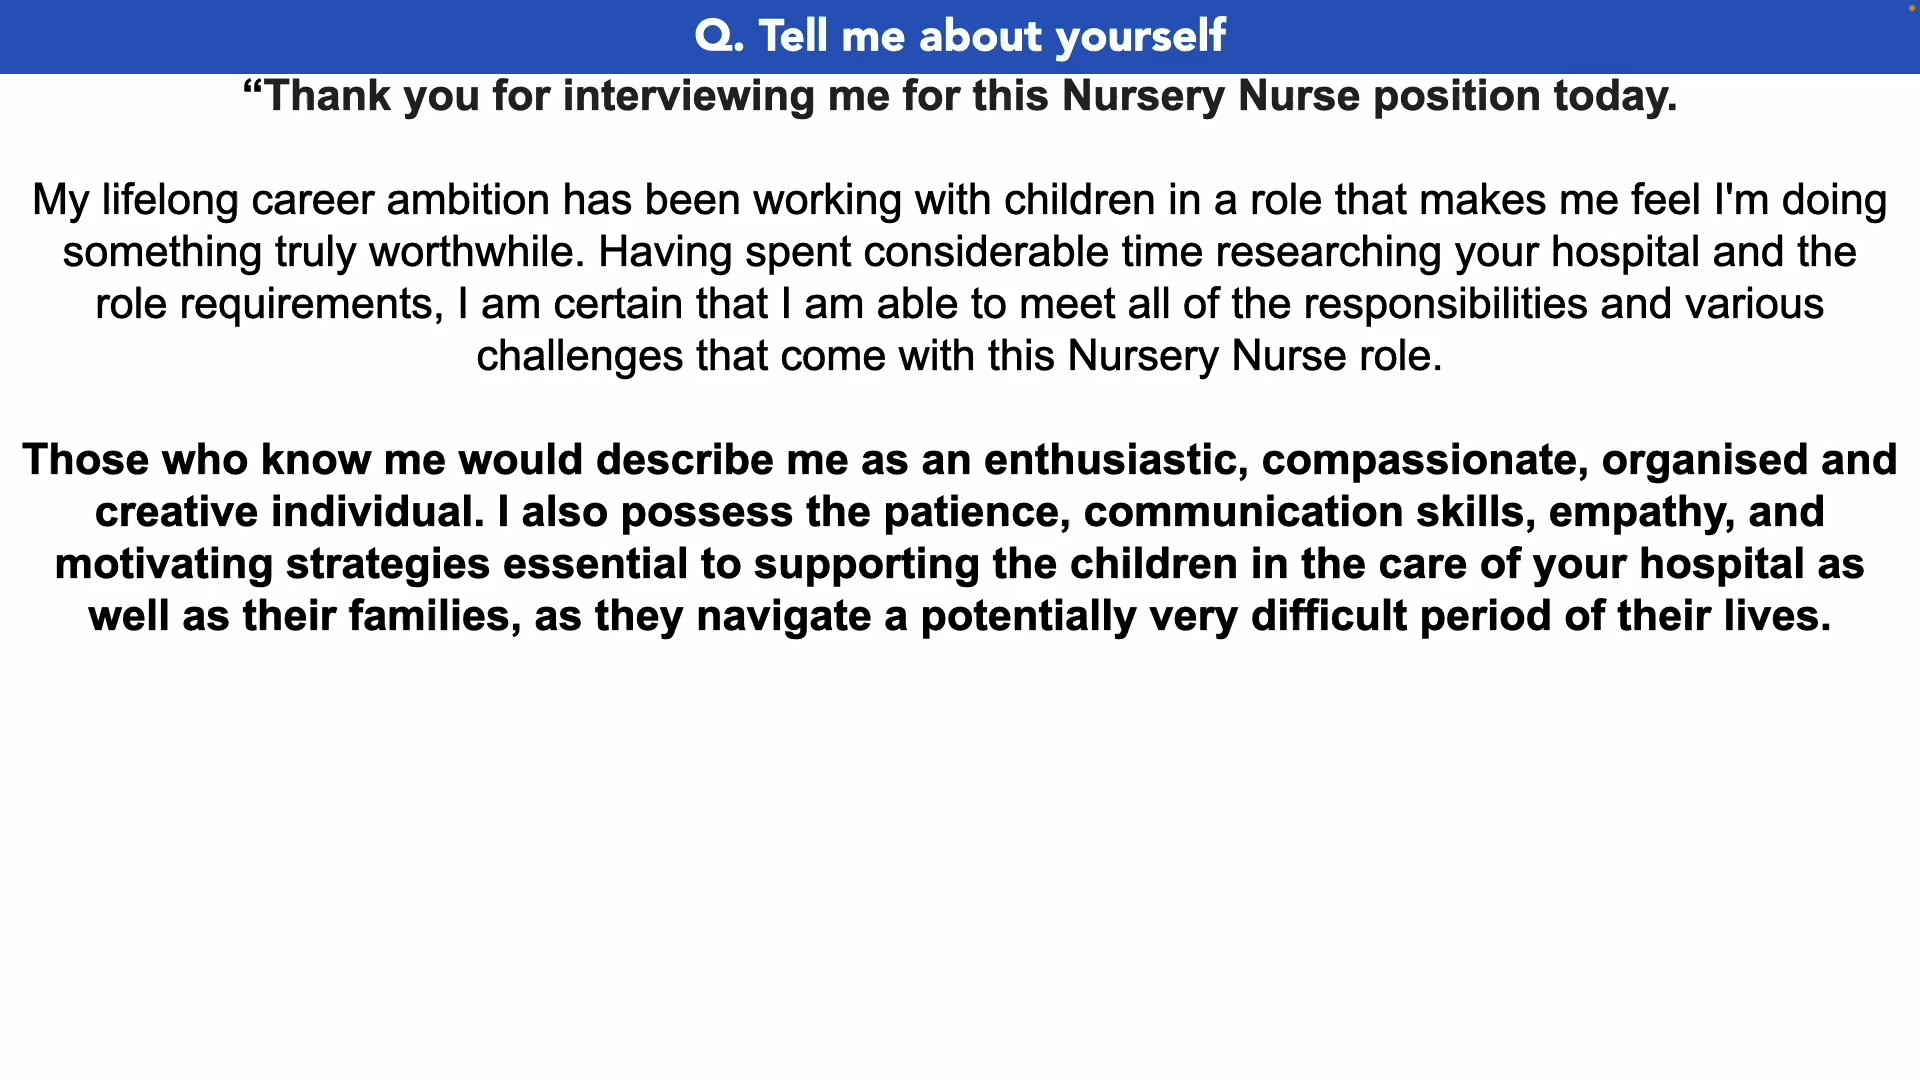 Q. Tell me about yourself
“Thank you for interviewing me for this Nursery Nurse position today.
My lifelong career ambition has been working with children in a role that makes me feel I'm doing
something truly worthwhile. Having spent considerable time researching your hospital and the
role requirements, I am certain that I am able to meet all of the responsibilities and various
challenges that come with this Nursery Nurse role.
Those who know me would describe me as an enthusiastic, compassionate, organised and
creative individual. I also possess the patience, communication skills, empathy, and
motivating strategies essential to supporting the children in the care of your hospital as
well as their families, as they navigate a potentially very difficult period of their lives.